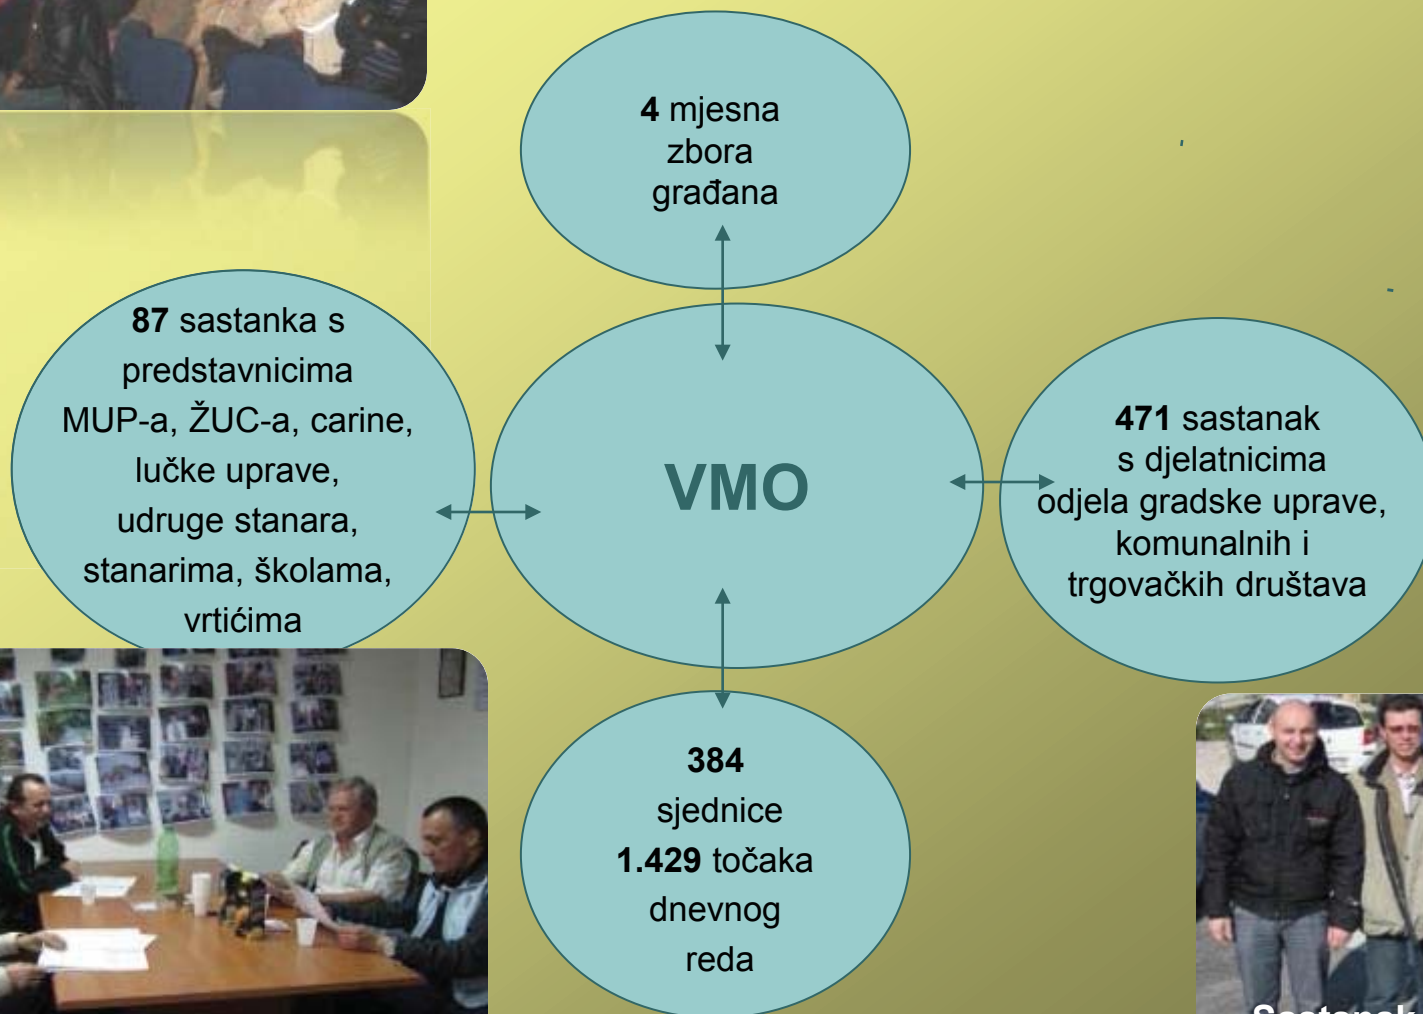 4 mjesna
zbora
građana
87 sastanka s
predstavnicima
MUP-a, ŽUC-a, carine,
lučke uprave,
udruge stanara,
stanarima, školama,
vrtićima
VMO
471 sastanak
s djelatnicima
odjela gradske uprave,
komunalnih i
trgovačkih društava
384
sjednice
1.429 točaka
dnevnog
reda